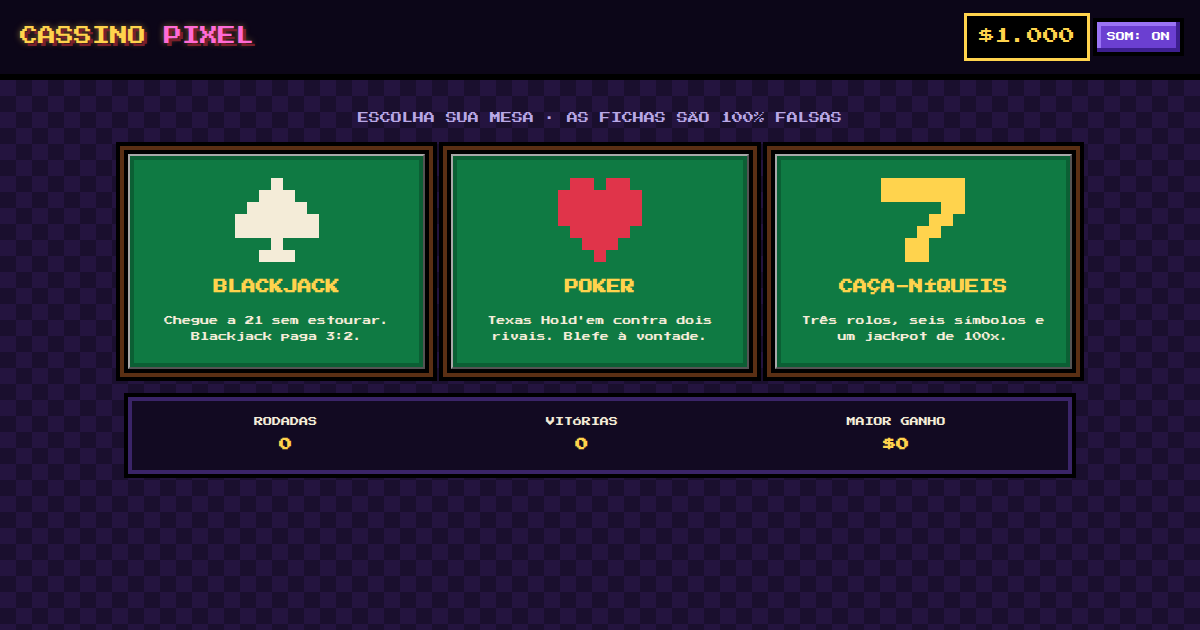 CASSINO PIXEL
$1.000
SOM: ON
ESCOLHA SUA MESA · AS FICHAS SÃO 100% FALSAS
BLACKJACK
Chegue a 21 sem estourar.
Blackjack paga 3:2.
POKER
Texas Hold'em contra dois
rivais. Blefe à vontade.
7
CAÇA-NíQUEIS
Três rolos, seis símbolos e
um jackpot de 100x.
RODADAS
0
VITóRIAS
0
MAIOR GANHO
$0